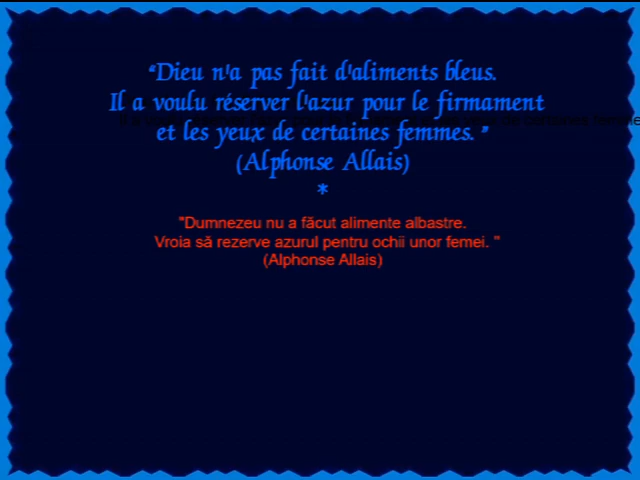 “Dieu n'a pas fait d'aliments bleus.
Il a voulu réserver l'azur pour le firmament
et les yeux de certaines femmes. ”
(Alphonse Allais)
*
"Dumnezeu nu a făcut alimente albastre.
Vroia să rezerve azurul pentru ochii unor femei. "
(Alphonse Allais)